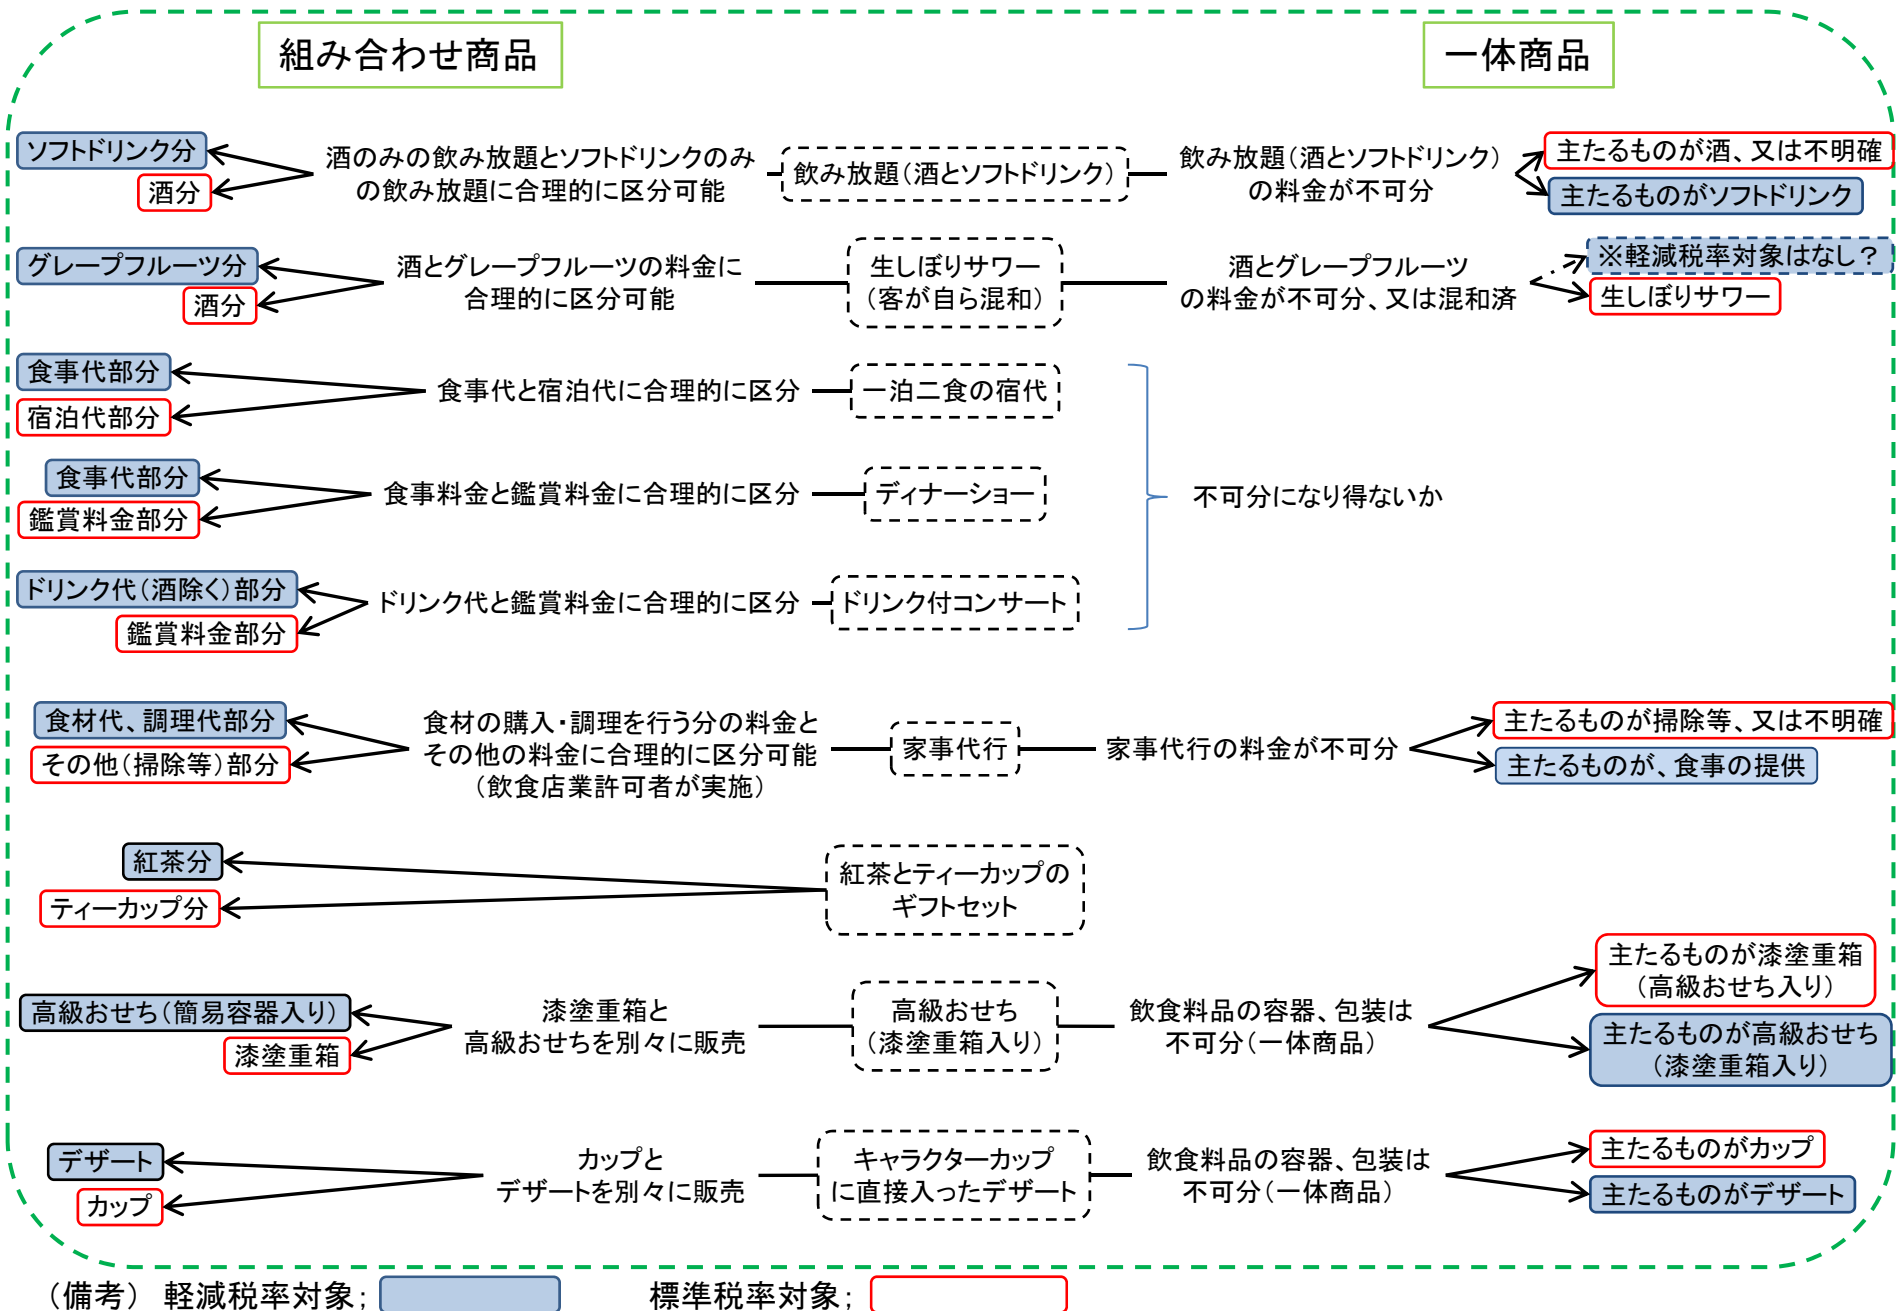 組み合わせ商品
一体商品
ソフトドリンク分
酒分
酒のみの飲み放題とソフトドリンクのみ
の飲み放題に合理的に区分可能
飲み放題(酒とソフトドリンク)
飲み放題(酒とソフトドリンク)
の料金が不可分
主たるものが酒、又は不明確
主たるものがソフトドリンク
グレープフルーツ分
酒分
酒とグレープフルーツの料金に
合理的に区分可能
生しぼりサワー
(客が自ら混和)
酒とグレープフルーツ
の料金が不可分、又は混和済
※軽減税率対象はなし?
生しぼりサワー
食事代部分
宿泊代部分
食事代と宿泊代に合理的に区分
一泊二食の宿代
食事代部分
鑑賞料金部分
食事料金と鑑賞料金に合理的に区分
ディナーショー
不可分になり得ないか
ドリンク代(酒除く)部分
鑑賞料金部分
ドリンク代と鑑賞料金に合理的に区分
ドリンク付コンサート
食材代、調理代部分
その他(掃除等)部分
食材の購入・調理を行う分の料金と
その他の料金に合理的に区分可能
(飲食店業許可者が実施)
家事代行
家事代行の料金が不可分
主たるものが掃除等、又は不明確
主たるものが、食事の提供
紅茶分
ティーカップ分
紅茶とティーカップの
ギフトセット
高級おせち(簡易容器入り)
漆塗重箱
漆塗重箱と
高級おせちを別々に販売
高級おせち
(漆塗重箱入り)
飲食料品の容器、包装は
不可分(一体商品)
主たるものが漆塗重箱
(高級おせち入り)
主たるものが高級おせち
(漆塗重箱入り)
デザート
カップ
カップと
デザートを別々に販売
キャラクターカップ
に直接入ったデザート
飲食料品の容器、包装は
不可分(一体商品)
主たるものがカップ
主たるものがデザート
(備考) 軽減税率対象; 標準税率対象;